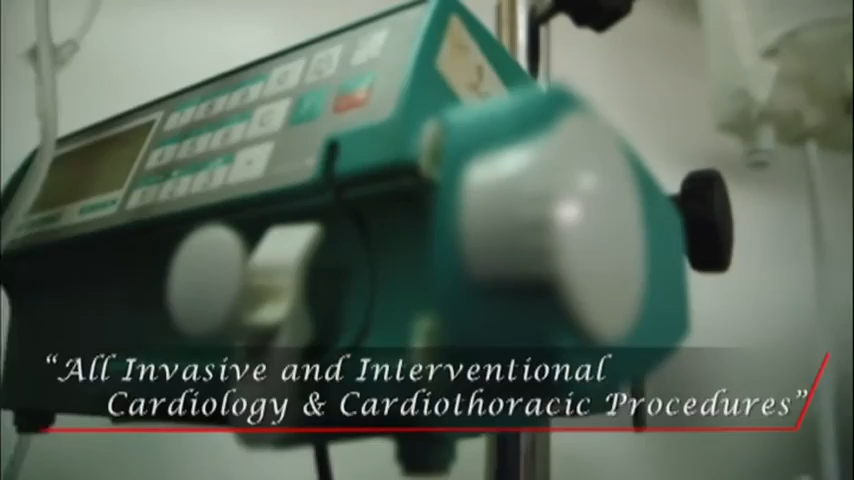 “All Invasive and Interventional
Cardiology & Cardiothoracic Procedures”